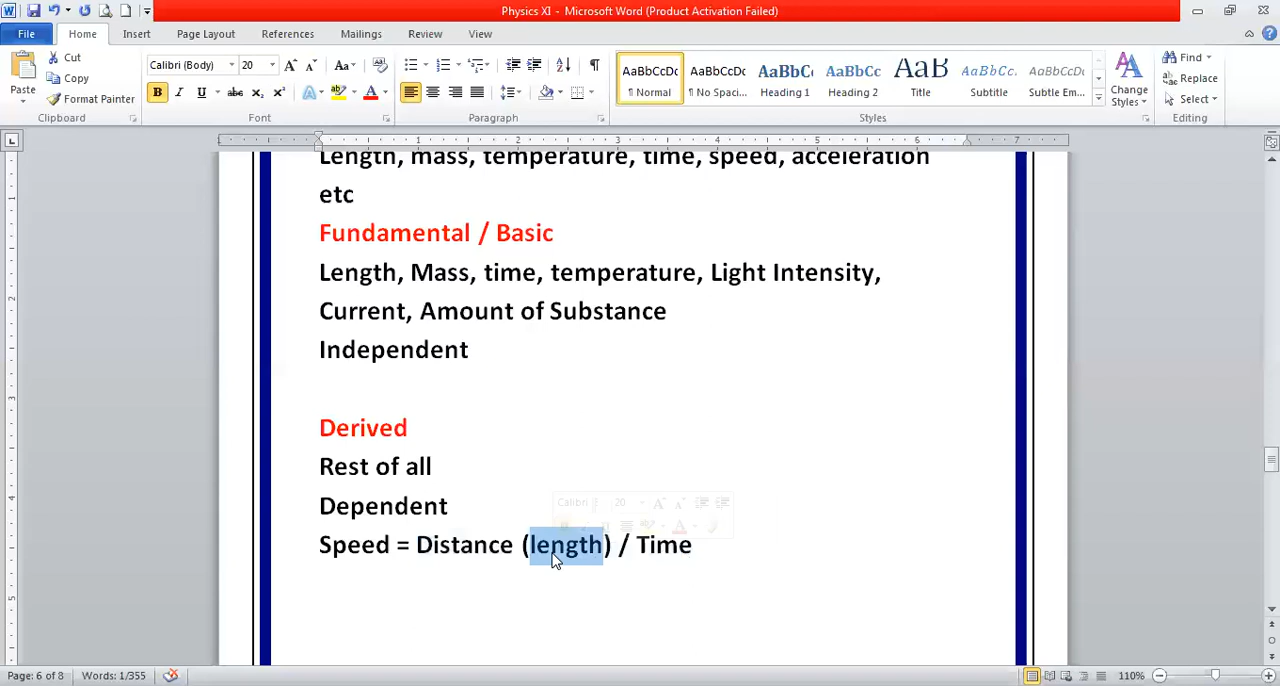 Physics XI - Microsoft Word (Product Activation Failed)
File Home Insert Page Layout References Mailings Review View
Paste
Cut
Copy
Format Painter
Clipboard
Calibri (Body) 20
Font
Paragraph
AaBbCcDc AaBbCcDc AaBbC AaBbCc AaB AaBbCc. AaBbCcDc
¶ Normal ¶ No Spaci... Heading 1 Heading 2 Title Subtitle Subtle Em...
Styles
Change Styles
Find
Replace
Select
Editing
Length, mass, temperature, time, speed, acceleration
etc
Fundamental / Basic
Length, Mass, time, temperature, Light Intensity,
Current, Amount of Substance
Independent
Derived
Rest of all
Dependent
Calibri 20
Speed = Distance (length) / Time
Page: 6 of 8 Words: 1/355 110%